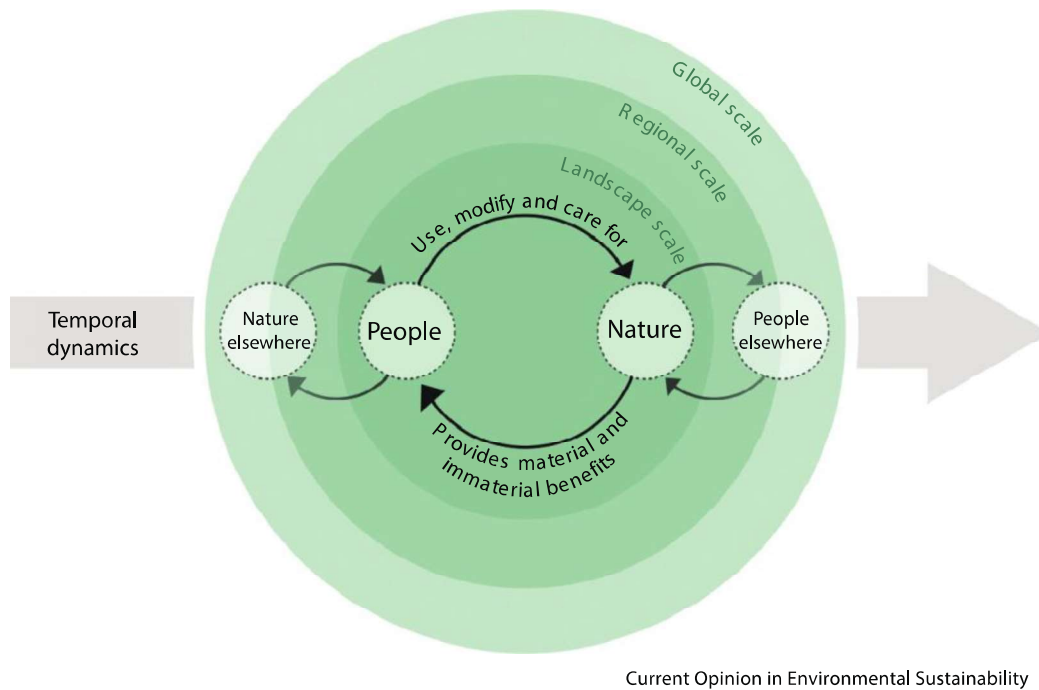 Global scale
Regional scale
Landscape scale
Use, modify and care for
Temporal
dynamics
Nature
elsewhere
People
Nature
People
elsewhere
Provides material and
immaterial benefits
Current Opinion in Environmental Sustainability